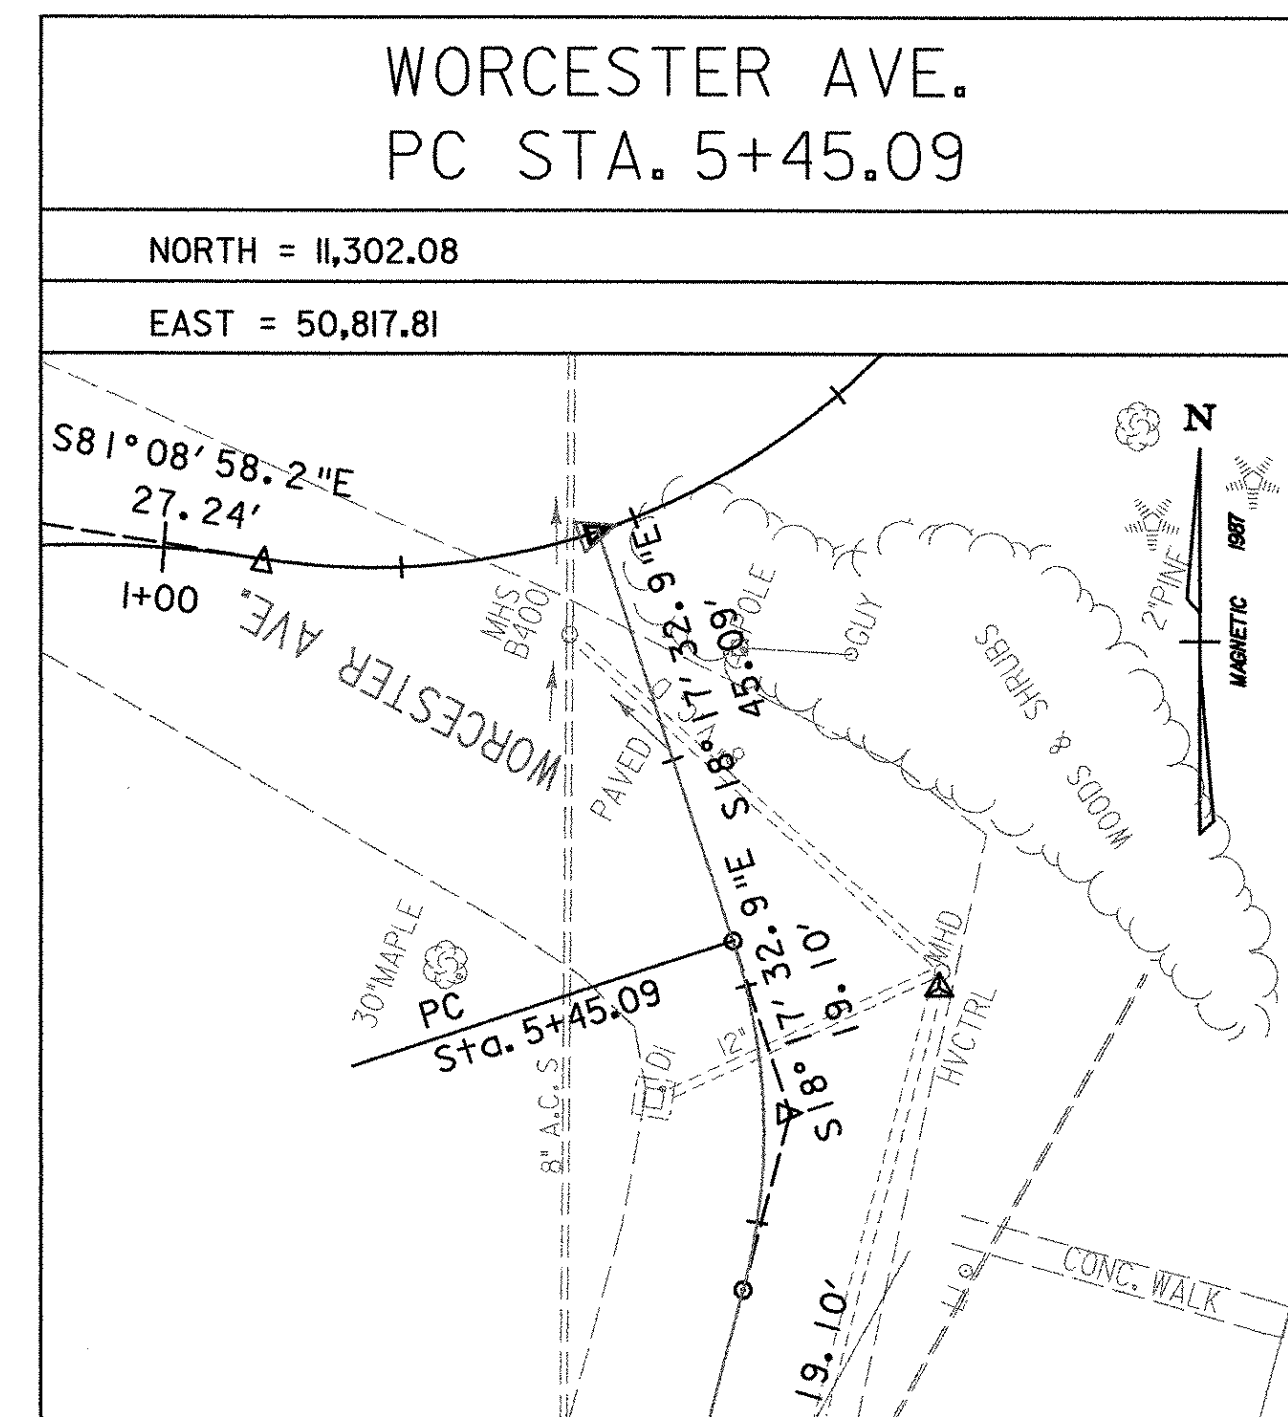 WORCESTER AVE.
PC STA. 5+45.09
NORTH = 11,302.08
EAST = 50,817.81
S81°08'58.2"E
27.24'
1+00
WORCESTER AVE.
MHS
B4001
N
MAGNETIC 1987
2"PINE
POLE
GUY
WOODS & SHRUBS
S18°17'32.9"E
45.09'
PAVED
S18°17'32.9"E
19.10'
30"MAPLE
PC
Sta. 5+45.09
MHD
HVCTRL
12"
DI
8" A.C.S
CONC. WALK
19.10'